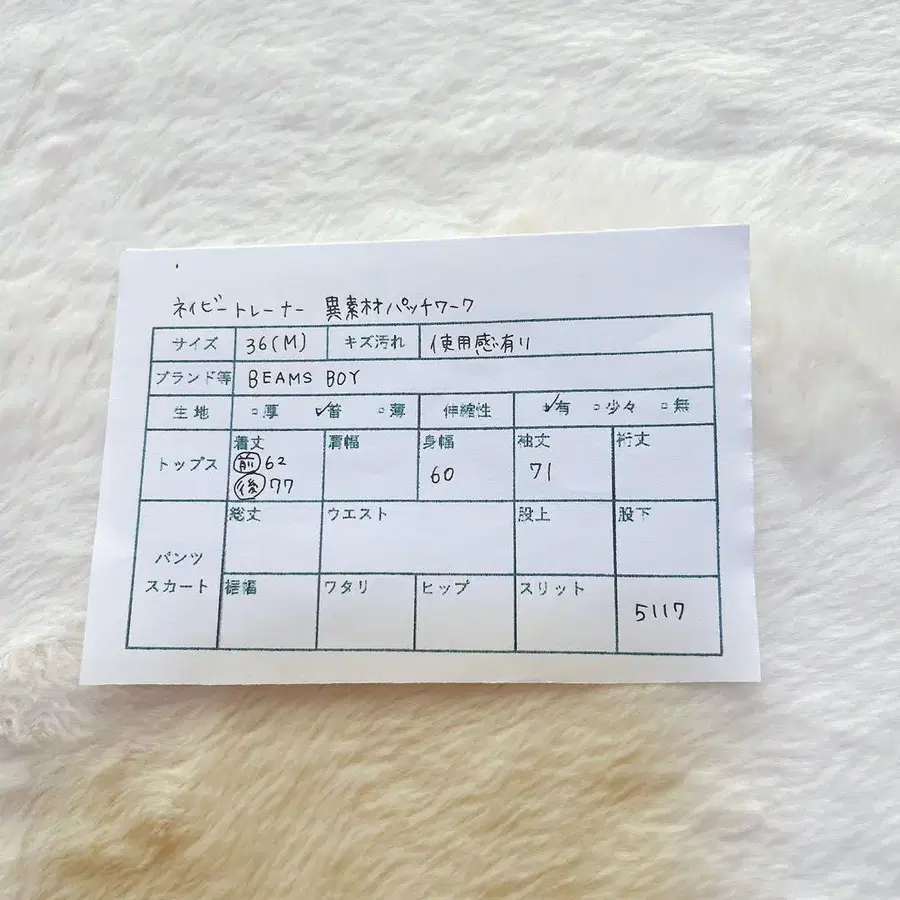 ネイビートレーナー 異素材パッチワーク
サイズ 36(M) キズ汚れ 使用感有り
ブランド等 BEAMS BOY
生地 □厚 ✓普 □薄 伸縮性 ✓有 □少々 □無
トップス 着丈 肩幅 身幅 袖丈 裄丈
前 62 60 71
後 77
総丈 ウエスト 股上 股下
パンツ
スカート 裾幅 ワタリ ヒップ スリット
5117